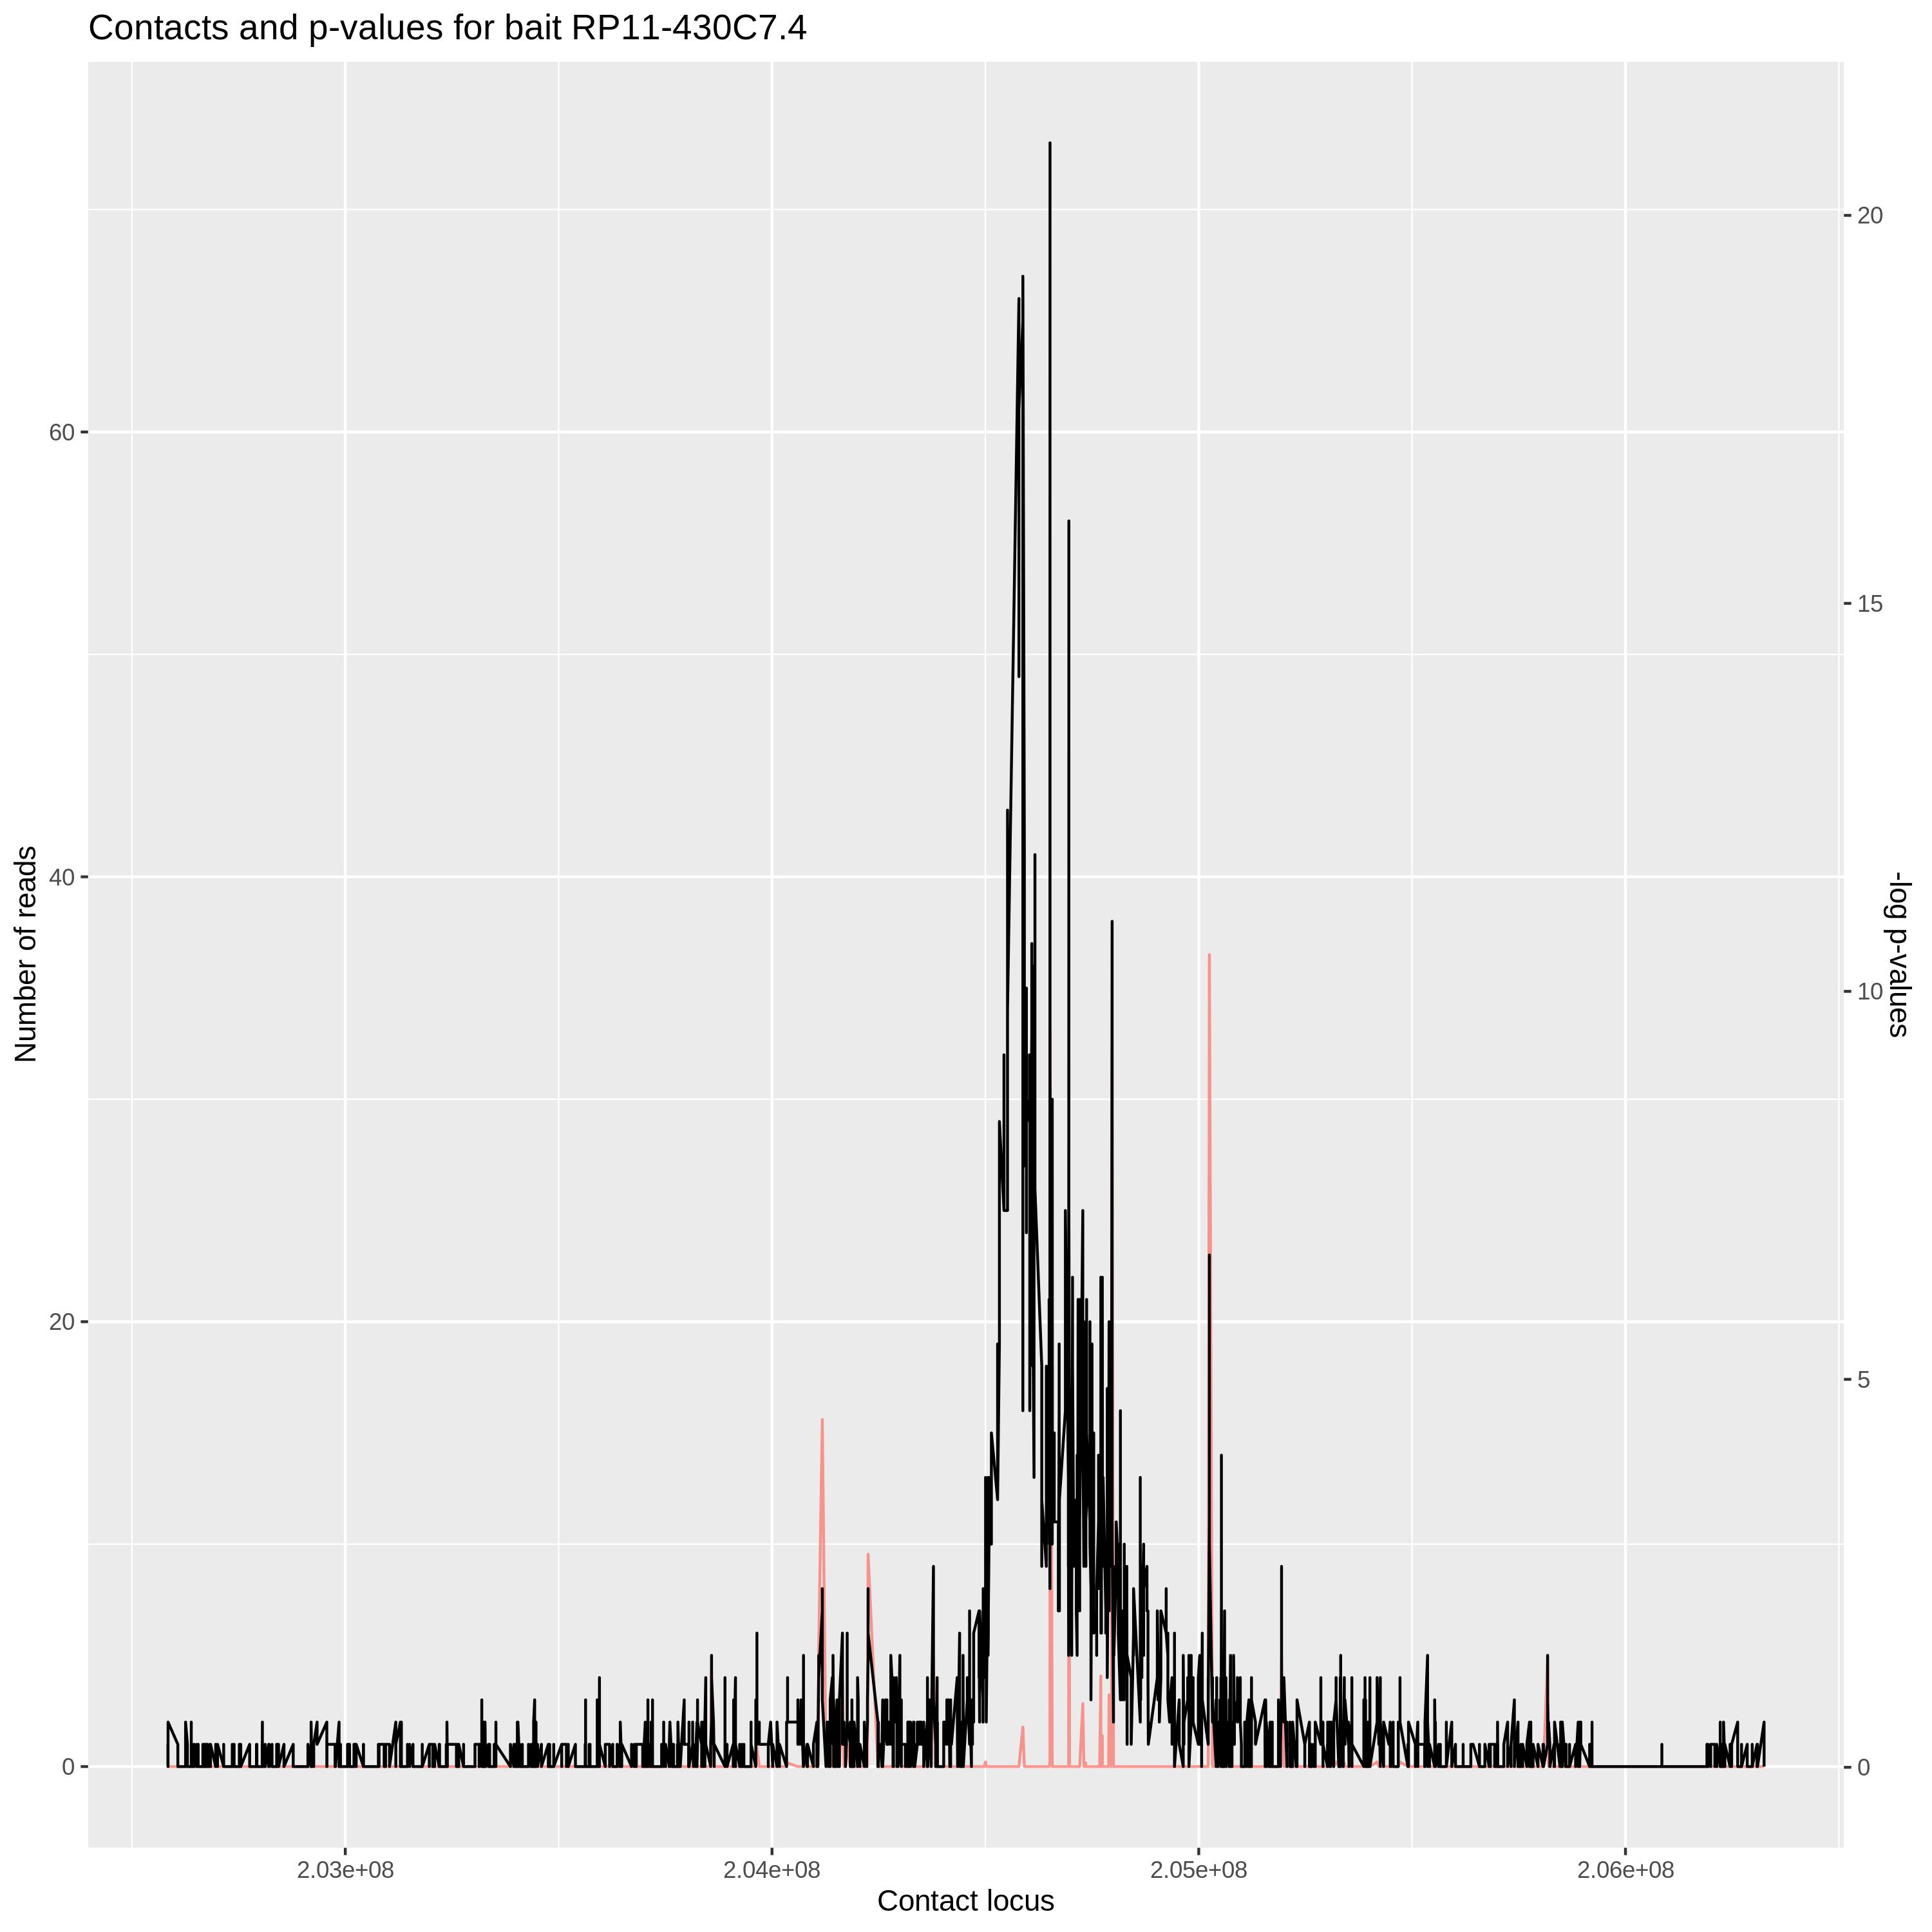 Contacts and p-values for bait RP11-430C7.4
Number of reads
60
40
20
0
20
15
10
5
0
-log p-values
2.03e+08
2.04e+08
2.05e+08
2.06e+08
Contact locus